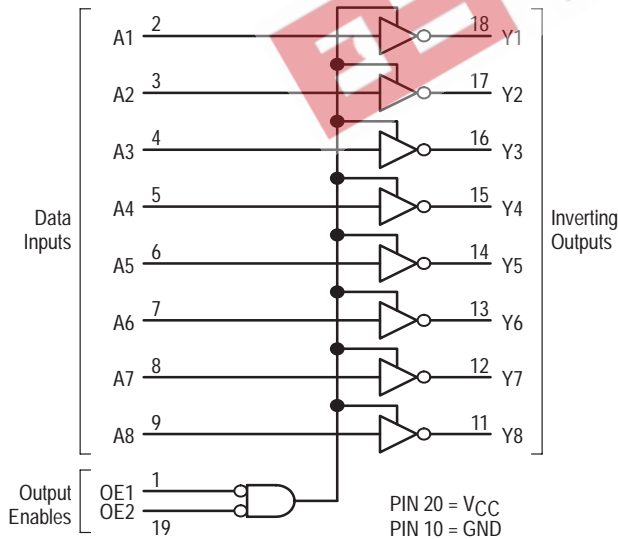 A1 2 18 Y1
A2 3 17 Y2
A3 4 16 Y3
A4 5 15 Y4
Data
Inputs
Inverting
Outputs
A5 6 14 Y5
A6 7 13 Y6
A7 8 12 Y7
A8 9 11 Y8
Output
Enables
OE1 1
OE2 19
PIN 20 = VCC
PIN 10 = GND